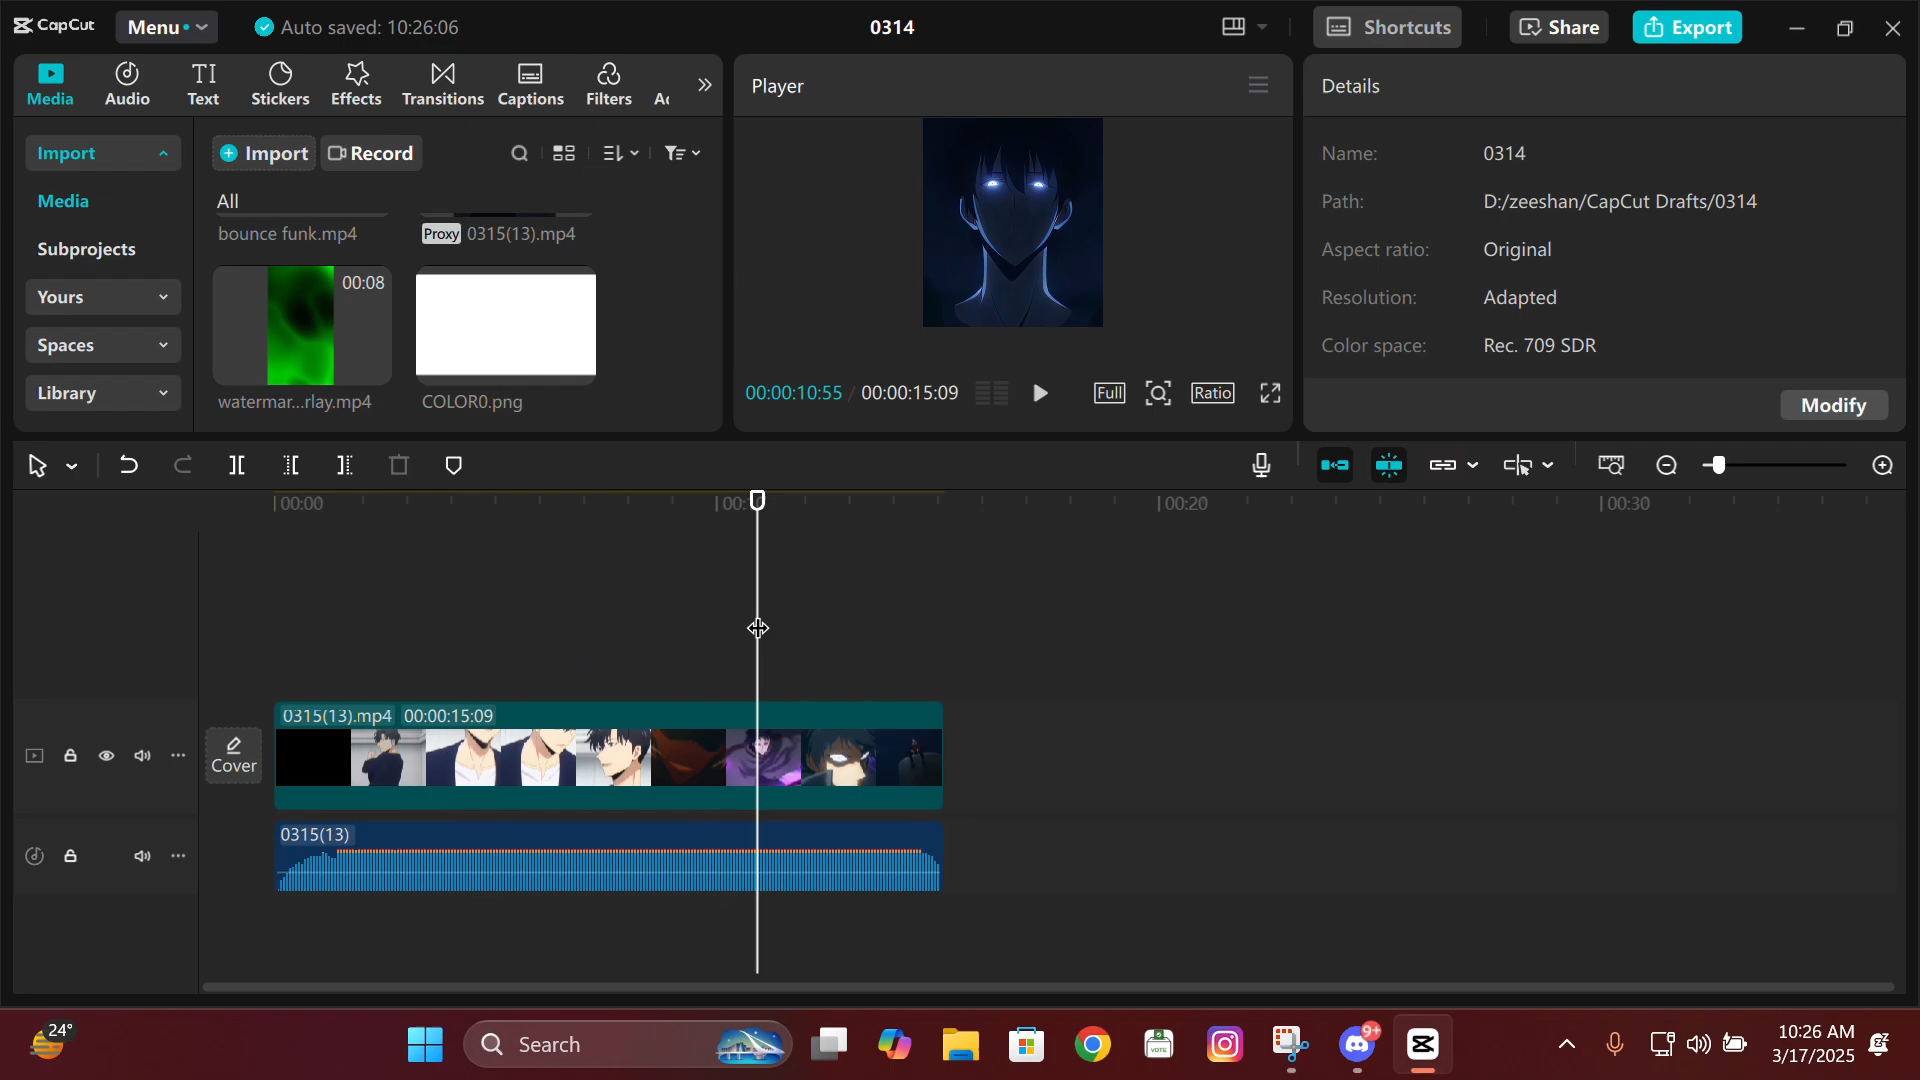 CapCut
Menu
Auto saved: 10:26:06
0314
Shortcuts
Share
Export
Media
Audio
TI
Text
Stickers
Effects
Transitions
Captions
Filters
Import
Media
Subprojects
Yours
Spaces
Library
Import
Record
All
bounce funk.mp4
Proxy 0315(13).mp4
00:08
watermar...rlay.mp4
COLOR0.png
Player
00:00:10:55 / 00:00:15:09
Full
Ratio
Details
Name: 0314
Path: D:/zeeshan/CapCut Drafts/0314
Aspect ratio: Original
Resolution: Adapted
Color space: Rec. 709 SDR
Modify
00:00
00:20
00:30
Cover
0315(13).mp4 00:00:15:09
0315(13)
24°
Search
VOTE
9+
10:26 AM
3/17/2025